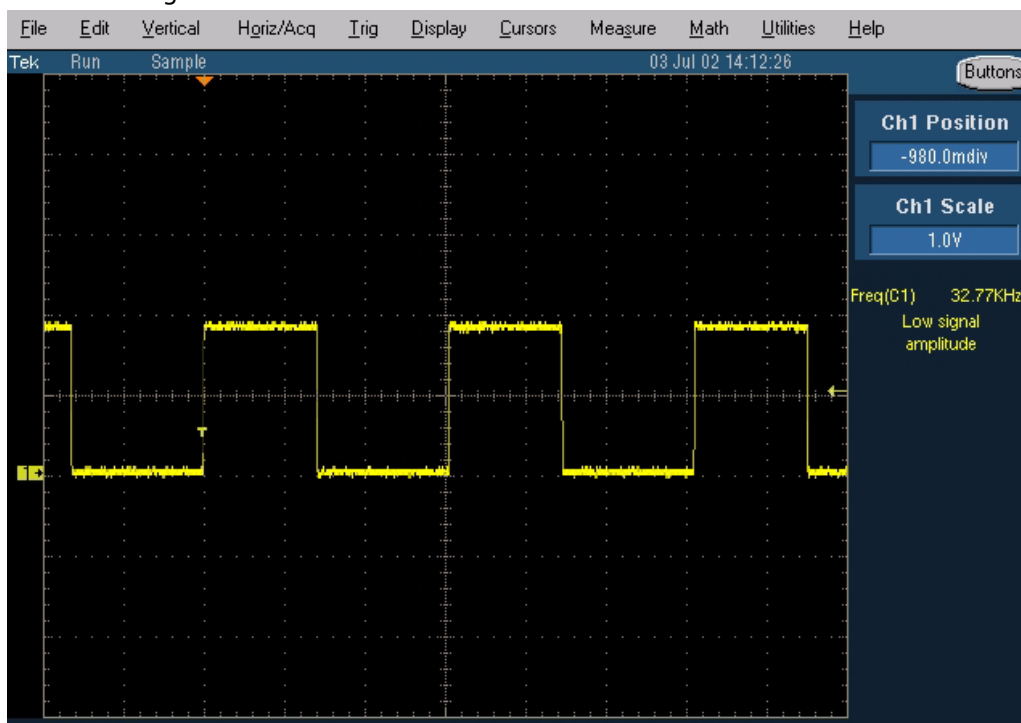 File Edit Vertical Horiz/Acq Trig Display Cursors Measure Math Utilities Help
Tek Run Sample 03 Jul 02 14:12:26
Buttons
Ch1 Position
-980.0mdiv
Ch1 Scale
1.0V
Freq(C1) 32.77KHz
Low signal
amplitude
T
1